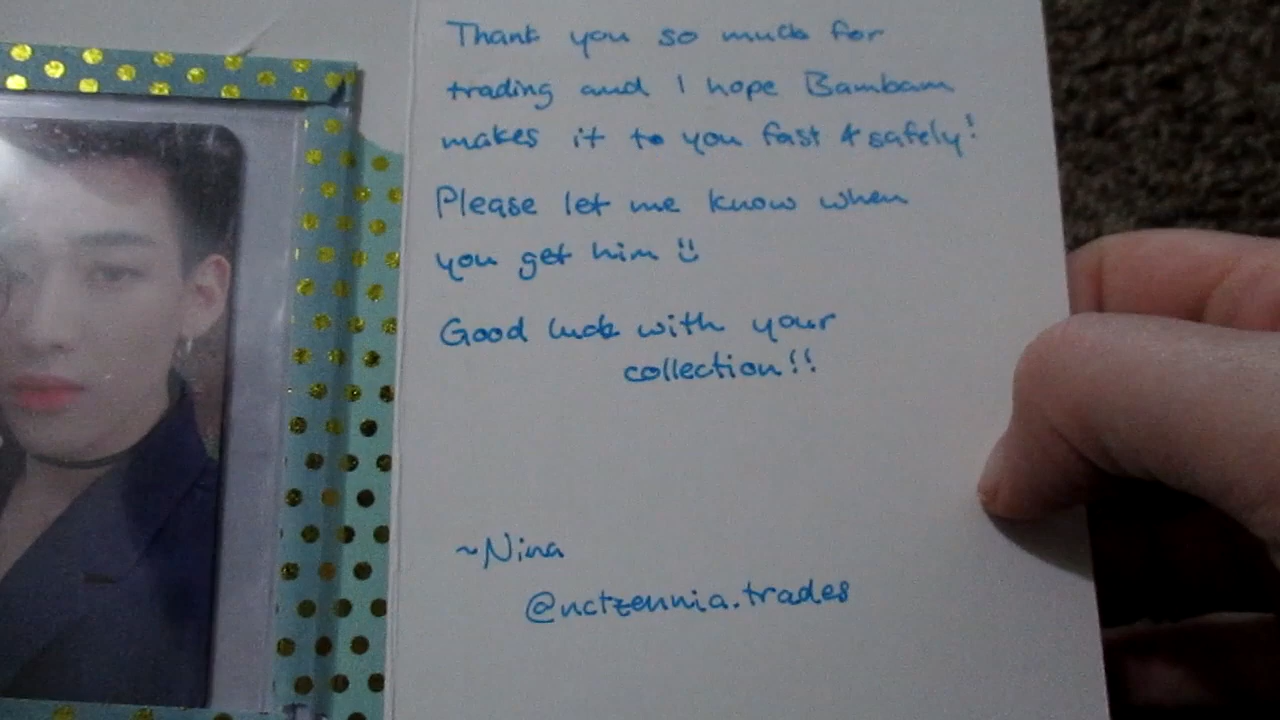 Thank you so much for
trading and I hope Bambam
makes it to you fast & safely!
Please let me know when
you get him :)
Good luck with your
collection!!
~Nina
@nctzennia.trades